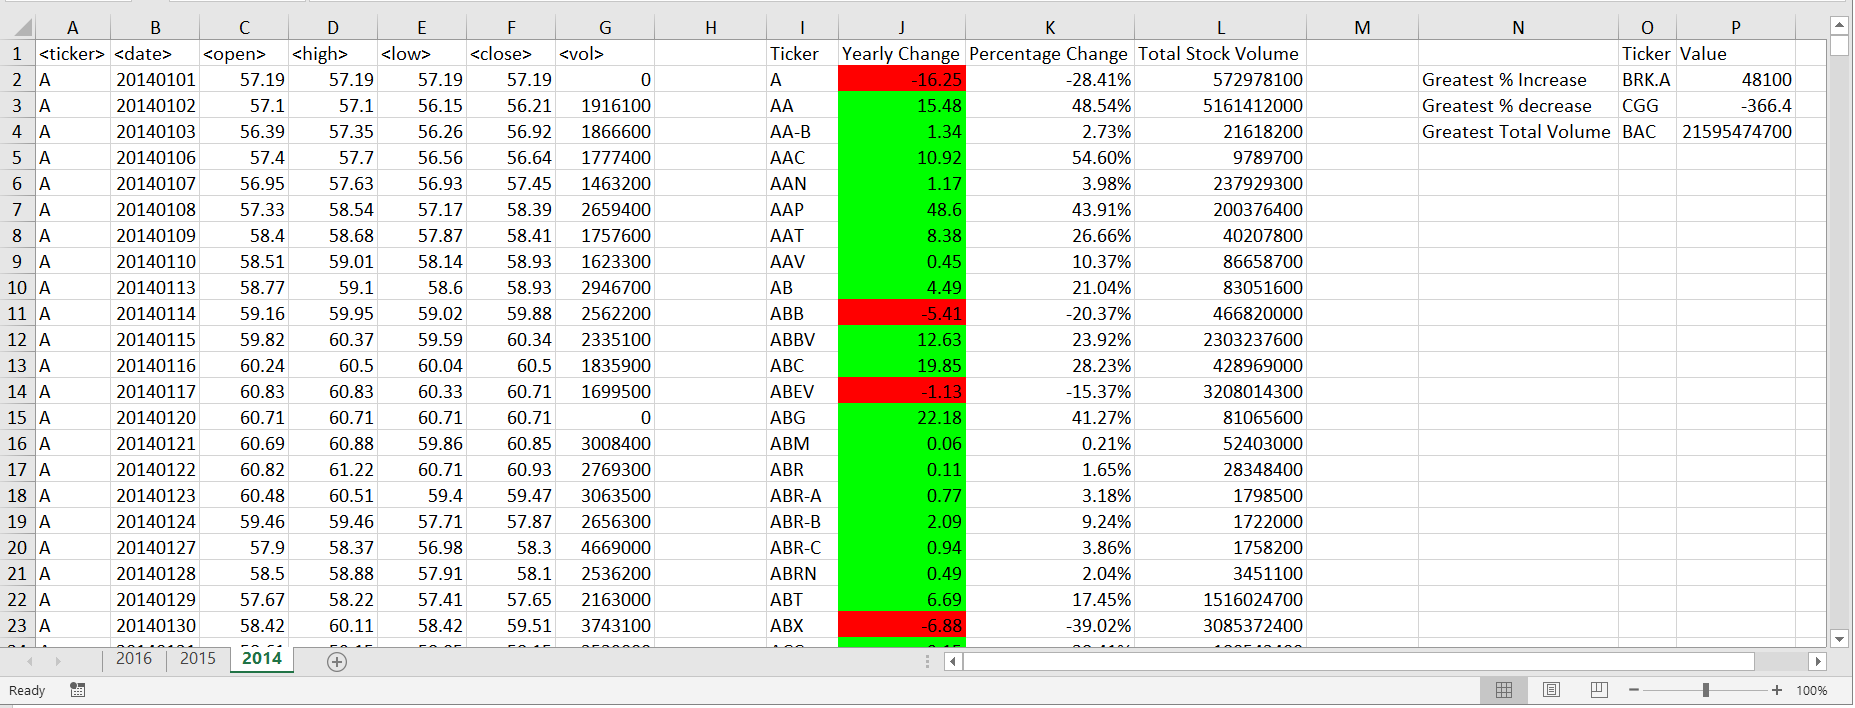 A B C D E F G H I J K L M N O P
1 <ticker> <date> <open> <high> <low> <close> <vol> Ticker Yearly Change Percentage Change Total Stock Volume Ticker Value
2 A 20140101 57.19 57.19 57.19 57.19 0 A -16.25 -28.41% 572978100 Greatest % Increase BRK.A 48100
3 A 20140102 57.1 57.1 56.15 56.21 1916100 AA 15.48 48.54% 5161412000 Greatest % decrease CGG -366.4
4 A 20140103 56.39 57.35 56.26 56.92 1866600 AA-B 1.34 2.73% 21618200 Greatest Total Volume BAC 21595474700
5 A 20140106 57.4 57.7 56.56 56.64 1777400 AAC 10.92 54.60% 9789700
6 A 20140107 56.95 57.63 56.93 57.45 1463200 AAN 1.17 3.98% 237929300
7 A 20140108 57.33 58.54 57.17 58.39 2659400 AAP 48.6 43.91% 200376400
8 A 20140109 58.4 58.68 57.87 58.41 1757600 AAT 8.38 26.66% 40207800
9 A 20140110 58.51 59.01 58.14 58.93 1623300 AAV 0.45 10.37% 86658700
10 A 20140113 58.77 59.1 58.6 58.93 2946700 AB 4.49 21.04% 83051600
11 A 20140114 59.16 59.95 59.02 59.88 2562200 ABB -5.41 -20.37% 466820000
12 A 20140115 59.82 60.37 59.59 60.34 2335100 ABBV 12.63 23.92% 2303237600
13 A 20140116 60.24 60.5 60.04 60.5 1835900 ABC 19.85 28.23% 428969000
14 A 20140117 60.83 60.83 60.33 60.71 1699500 ABEV -1.13 -15.37% 3208014300
15 A 20140120 60.71 60.71 60.71 60.71 0 ABG 22.18 41.27% 81065600
16 A 20140121 60.69 60.88 59.86 60.85 3008400 ABM 0.06 0.21% 52403000
17 A 20140122 60.82 61.22 60.71 60.93 2769300 ABR 0.11 1.65% 28348400
18 A 20140123 60.48 60.51 59.4 59.47 3063500 ABR-A 0.77 3.18% 1798500
19 A 20140124 59.46 59.46 57.71 57.87 2656300 ABR-B 2.09 9.24% 1722000
20 A 20140127 57.9 58.37 56.98 58.3 4669000 ABR-C 0.94 3.86% 1758200
21 A 20140128 58.5 58.88 57.91 58.1 2536200 ABRN 0.49 2.04% 3451100
22 A 20140129 57.67 58.22 57.41 57.65 2163000 ABT 6.69 17.45% 1516024700
23 A 20140130 58.42 60.11 58.42 59.51 3743100 ABX -6.88 -39.02% 3085372400
2016 2015 2014
Ready 100%